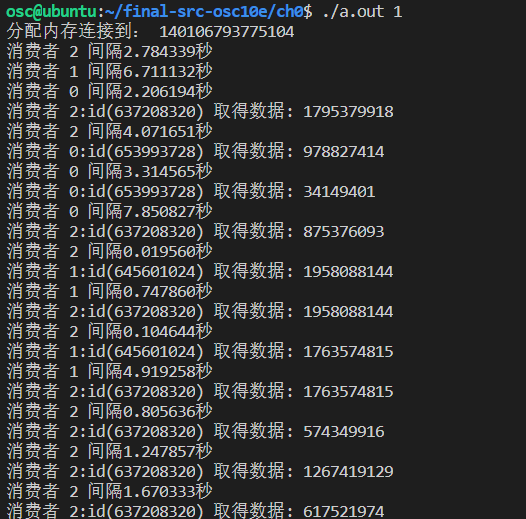 osc@ubuntu:~/final-src-osc10e/ch0$ ./a.out 1
分配内存连接到： 140106793775104
消费者 2 间隔2.784339秒
消费者 1 间隔6.711132秒
消费者 0 间隔2.206194秒
消费者 2:id(637208320) 取得数据: 1795379918
消费者 2 间隔4.071651秒
消费者 0:id(653993728) 取得数据: 978827414
消费者 0 间隔3.314565秒
消费者 0:id(653993728) 取得数据: 34149401
消费者 0 间隔7.850827秒
消费者 2:id(637208320) 取得数据: 875376093
消费者 2 间隔0.019560秒
消费者 1:id(645601024) 取得数据: 1958088144
消费者 1 间隔0.747860秒
消费者 2:id(637208320) 取得数据: 1958088144
消费者 2 间隔0.104644秒
消费者 1:id(645601024) 取得数据: 1763574815
消费者 1 间隔4.919258秒
消费者 2:id(637208320) 取得数据: 1763574815
消费者 2 间隔0.805636秒
消费者 2:id(637208320) 取得数据: 574349916
消费者 2 间隔1.247857秒
消费者 2:id(637208320) 取得数据: 1267419129
消费者 2 间隔1.670333秒
消费者 2:id(637208320) 取得数据: 617521974